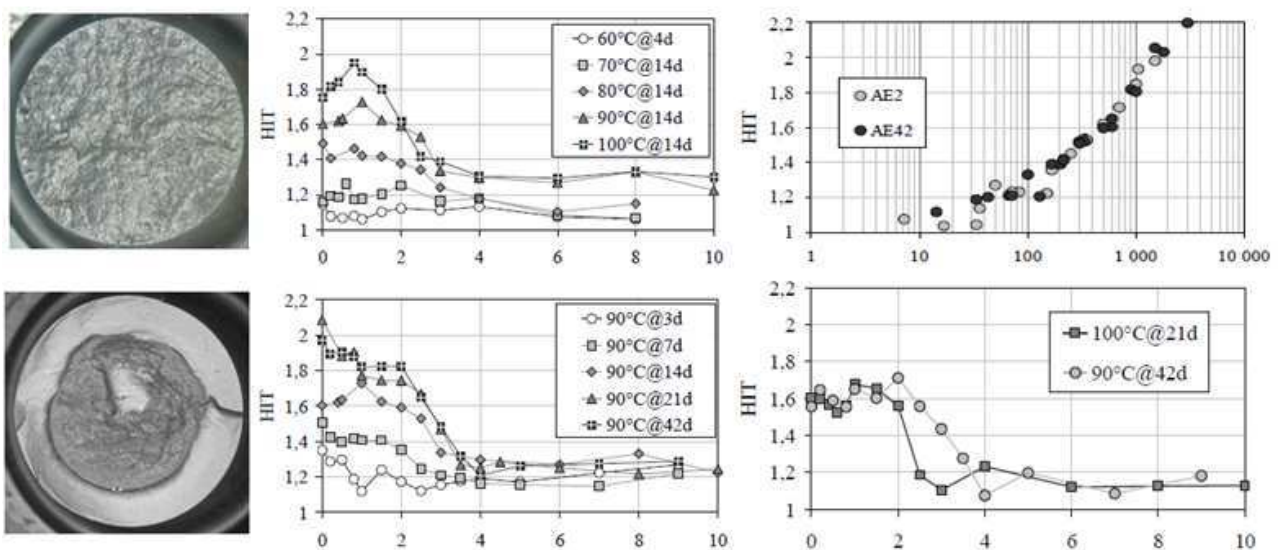 2,2
2
1,8
1,6
1,4
1,2
1
HIT
0 2 4 6 8 10
60°C@4d
70°C@14d
80°C@14d
90°C@14d
100°C@14d
2,2
2
1,8
1,6
1,4
1,2
1
HIT
1 10 100 1 000 10 000
AE2
AE42
2,2
2
1,8
1,6
1,4
1,2
1
HIT
0 2 4 6 8 10
90°C@3d
90°C@7d
90°C@14d
90°C@21d
90°C@42d
2,2
2
1,8
1,6
1,4
1,2
1
HIT
0 2 4 6 8 10
100°C@21d
90°C@42d